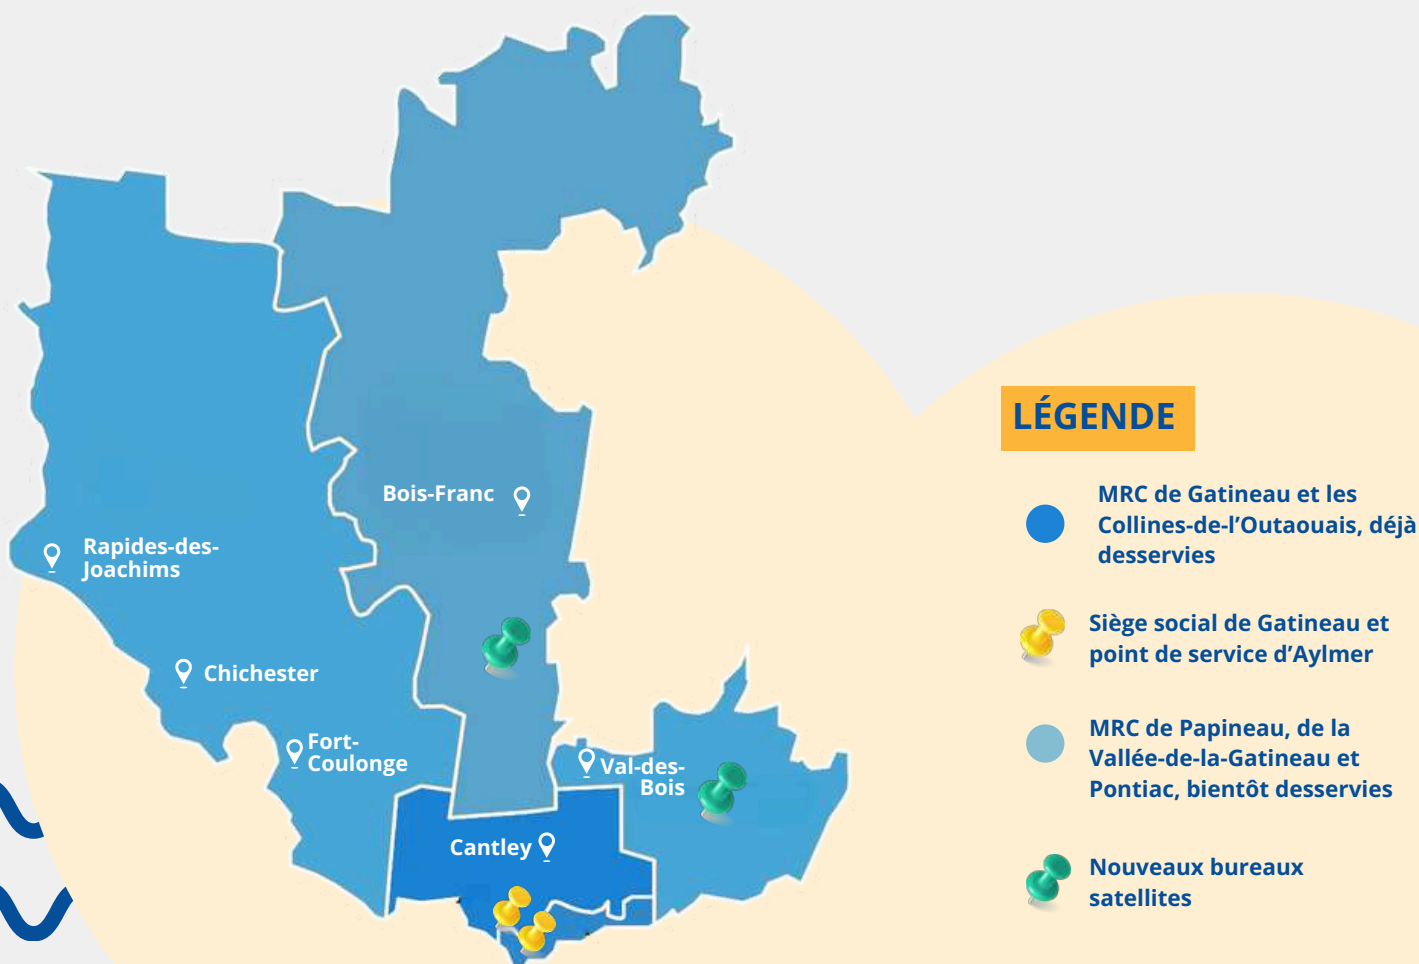 Bois-Franc
Rapides-des-
Joachims
Chichester
Fort-
Coulonge
Val-des-
Bois
Cantley
LÉGENDE
MRC de Gatineau et les
Collines-de-l’Outaouais, déjà
desservies
Siège social de Gatineau et
point de service d’Aylmer
MRC de Papineau, de la
Vallée-de-la-Gatineau et
Pontiac, bientôt desservies
Nouveaux bureaux
satellites